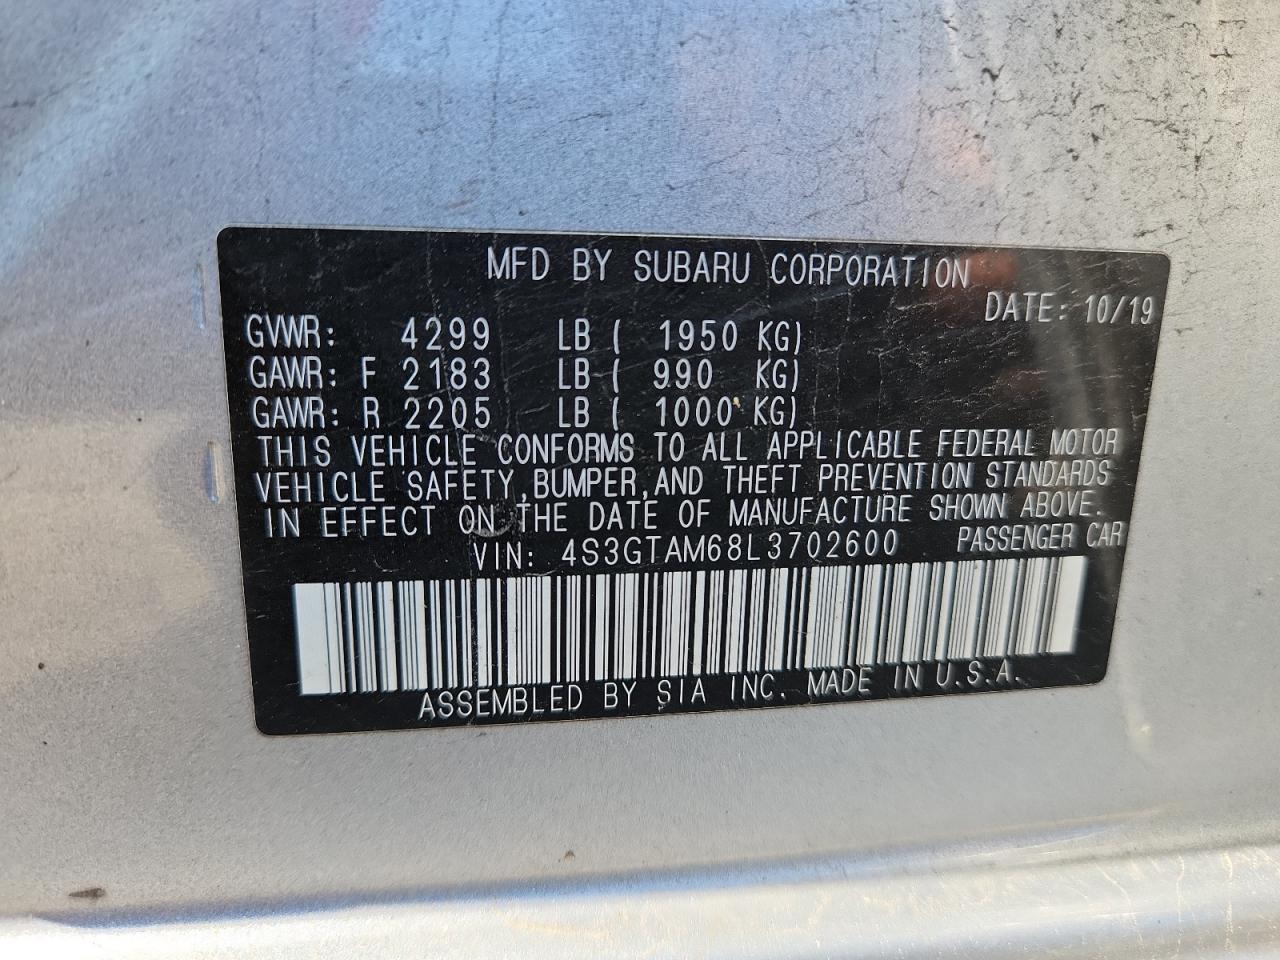 MFD BY SUBARU CORPORATION
DATE: 10/19
GVWR: 4299 LB ( 1950 KG)
GAWR: F 2183 LB ( 990 KG)
GAWR: R 2205 LB ( 1000 KG)
THIS VEHICLE CONFORMS TO ALL APPLICABLE FEDERAL MOTOR
VEHICLE SAFETY,BUMPER,AND THEFT PREVENTION STANDARDS
IN EFFECT ON THE DATE OF MANUFACTURE SHOWN ABOVE.
VIN: 4S3GTAM68L3702600 PASSENGER CAR
ASSEMBLED BY SIA INC. MADE IN U.S.A.